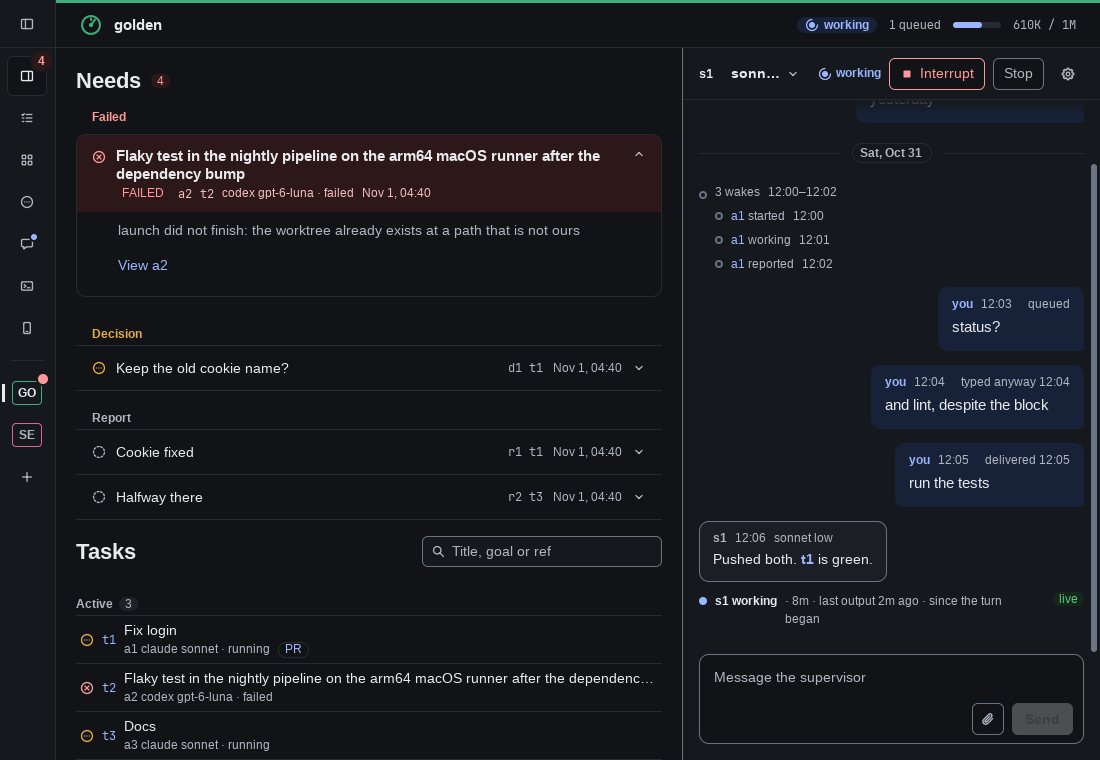 golden
working
1 queued
610K / 1M
4
GO
SE
Needs 4
Failed
Flaky test in the nightly pipeline on the arm64 macOS runner after the
dependency bump
FAILED a2 t2 codex gpt-6-luna · failed Nov 1, 04:40
launch did not finish: the worktree already exists at a path that is not ours
View a2
Decision
Keep the old cookie name? d1 t1 Nov 1, 04:40
Report
Cookie fixed r1 t1 Nov 1, 04:40
Halfway there r2 t3 Nov 1, 04:40
Tasks
Title, goal or ref
Active 3
t1 Fix login
a1 claude sonnet · running PR
t2 Flaky test in the nightly pipeline on the arm64 macOS runner after the dependenc…
a2 codex gpt-6-luna · failed
t3 Docs
a3 claude sonnet · running
s1 sonn… working Interrupt Stop
yesterday
Sat, Oct 31
3 wakes 12:00–12:02
a1 started 12:00
a1 working 12:01
a1 reported 12:02
you 12:03 queued
status?
you 12:04 typed anyway 12:04
and lint, despite the block
you 12:05 delivered 12:05
run the tests
s1 12:06 sonnet low
Pushed both. t1 is green.
s1 working · 8m · last output 2m ago · since the turn
began
live
Message the supervisor
Send